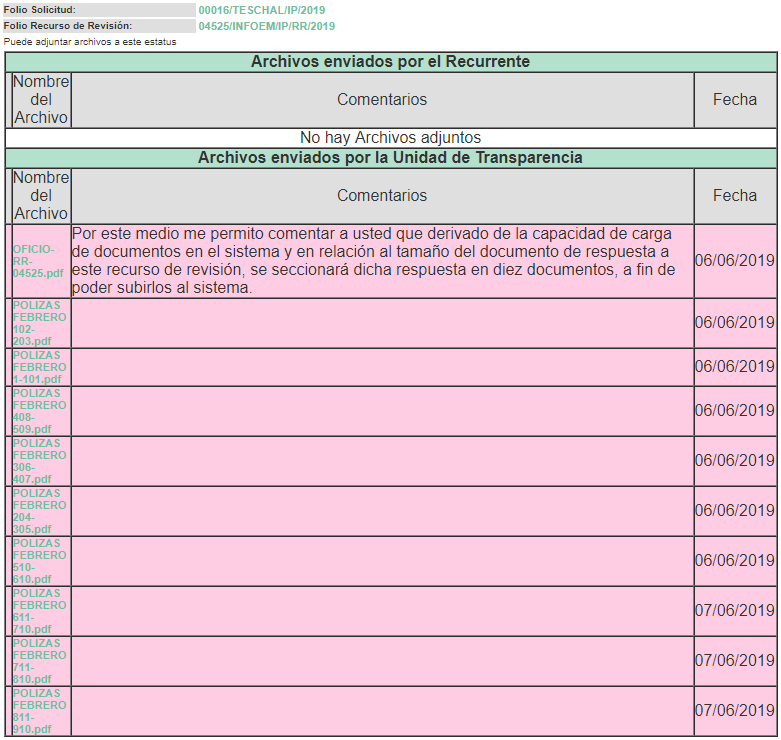 Folio Solicitud: 00016/TESCHAL/IP/2019
Folio Recurso de Revisión: 04525/INFOEM/IP/RR/2019
Puede adjuntar archivos a este estatus
Archivos enviados por el Recurrente
Nombre
del
Archivo
Comentarios
Fecha
No hay Archivos adjuntos
Archivos enviados por la Unidad de Transparencia
Nombre
del
Archivo
Comentarios
Fecha
OFICIO-
RR-
04525.pdf
Por este medio me permito comentar a usted que derivado de la capacidad de carga
de documentos en el sistema y en relación al tamaño del documento de respuesta a
este recurso de revisión, se seccionará dicha respuesta en diez documentos, a fin de
poder subirlos al sistema.
06/06/2019
POLIZAS
FEBRERO
102-
203.pdf
06/06/2019
POLIZAS
FEBRERO
1-101.pdf
06/06/2019
POLIZAS
FEBRERO
408-
509.pdf
06/06/2019
POLIZAS
FEBRERO
306-
407.pdf
06/06/2019
POLIZAS
FEBRERO
204-
305.pdf
06/06/2019
POLIZAS
FEBRERO
510-
610.pdf
06/06/2019
POLIZAS
FEBRERO
611-
710.pdf
07/06/2019
POLIZAS
FEBRERO
711-
810.pdf
07/06/2019
POLIZAS
FEBRERO
811-
910.pdf
07/06/2019